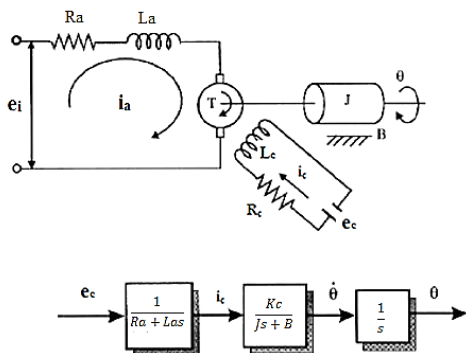 Ra
La
ei
ia
T
J
θ
B
Lc
ic
Rc
ec
ec
1
Ra + Las
ic
Kc
Js + B
θ̇
1
s
θ